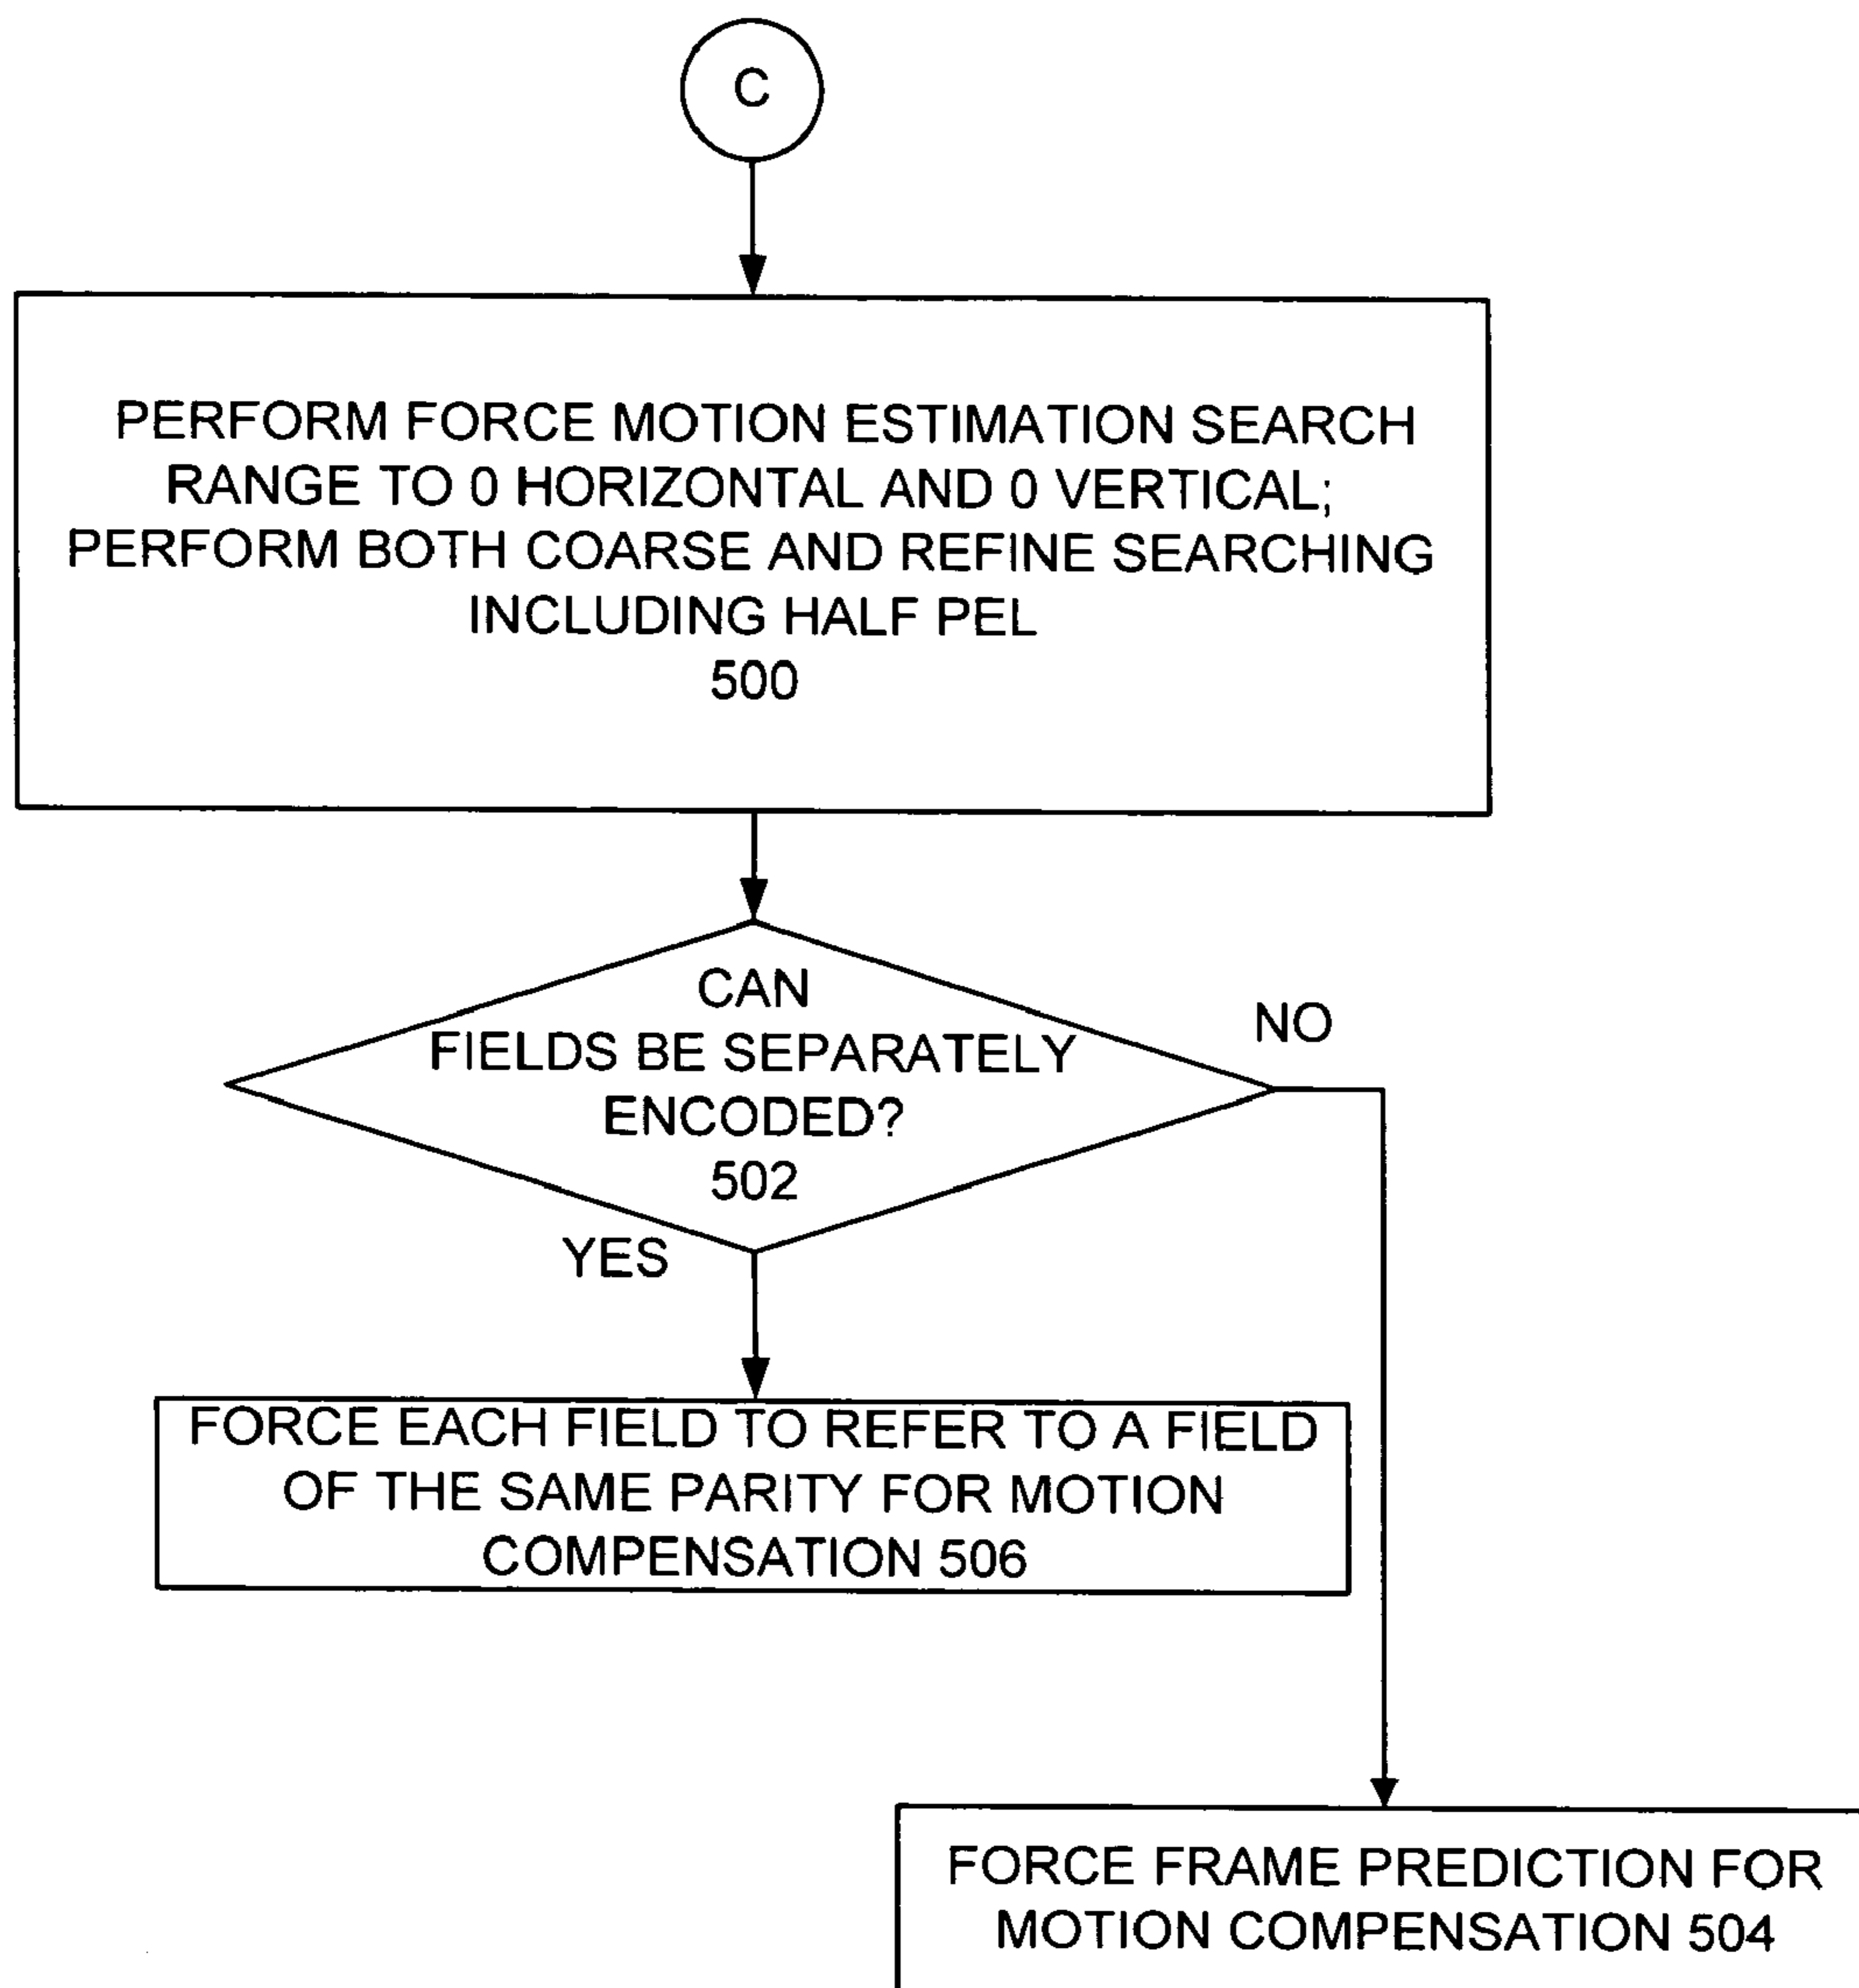 C
PERFORM FORCE MOTION ESTIMATION SEARCH
RANGE TO 0 HORIZONTAL AND 0 VERTICAL;
PERFORM BOTH COARSE AND REFINE SEARCHING
INCLUDING HALF PEL
500
CAN
FIELDS BE SEPARATELY
ENCODED?
502
NO
YES
FORCE EACH FIELD TO REFER TO A FIELD
OF THE SAME PARITY FOR MOTION
COMPENSATION 506
FORCE FRAME PREDICTION FOR
MOTION COMPENSATION 504